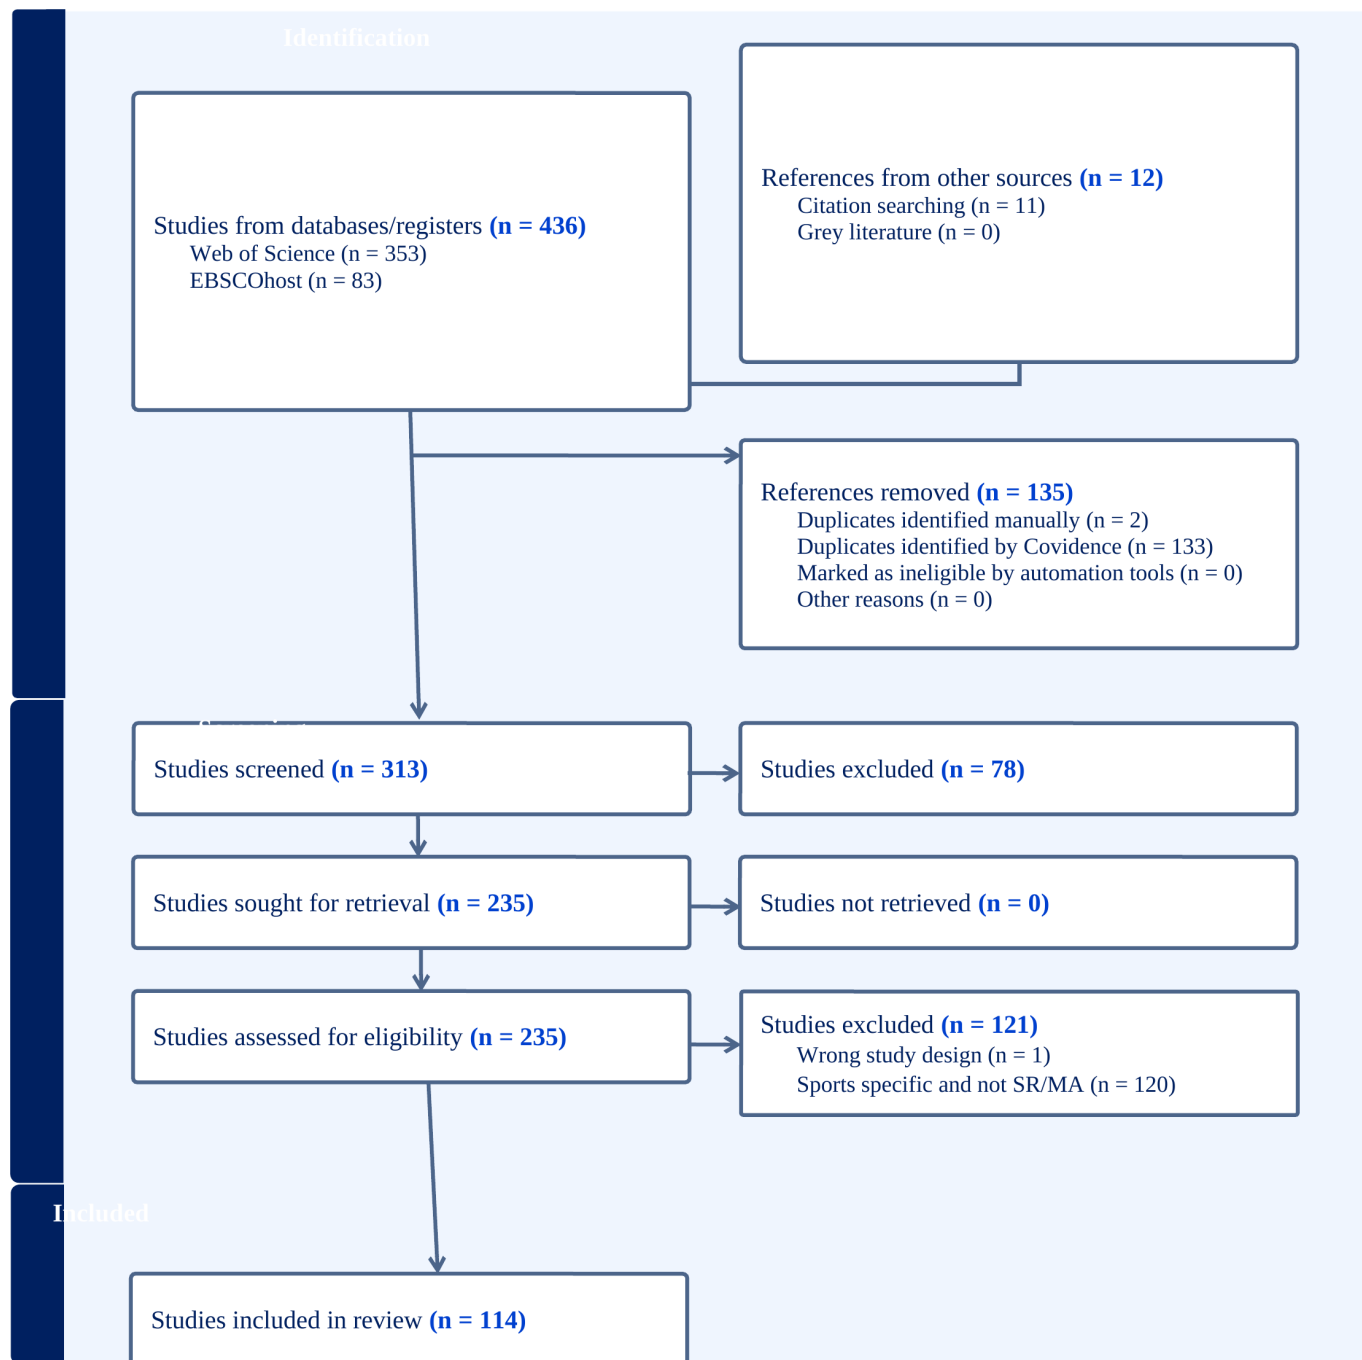 Identification
Studies from databases/registers (n = 436)
Web of Science (n = 353)
EBSCOhost (n = 83)
References from other sources (n = 12)
Citation searching (n = 11)
Grey literature (n = 0)
References removed (n = 135)
Duplicates identified manually (n = 2)
Duplicates identified by Covidence (n = 133)
Marked as ineligible by automation tools (n = 0)
Other reasons (n = 0)
Studies screened (n = 313)
Studies excluded (n = 78)
Studies sought for retrieval (n = 235)
Studies not retrieved (n = 0)
Studies assessed for eligibility (n = 235)
Studies excluded (n = 121)
Wrong study design (n = 1)
Sports specific and not SR/MA (n = 120)
Included
Studies included in review (n = 114)